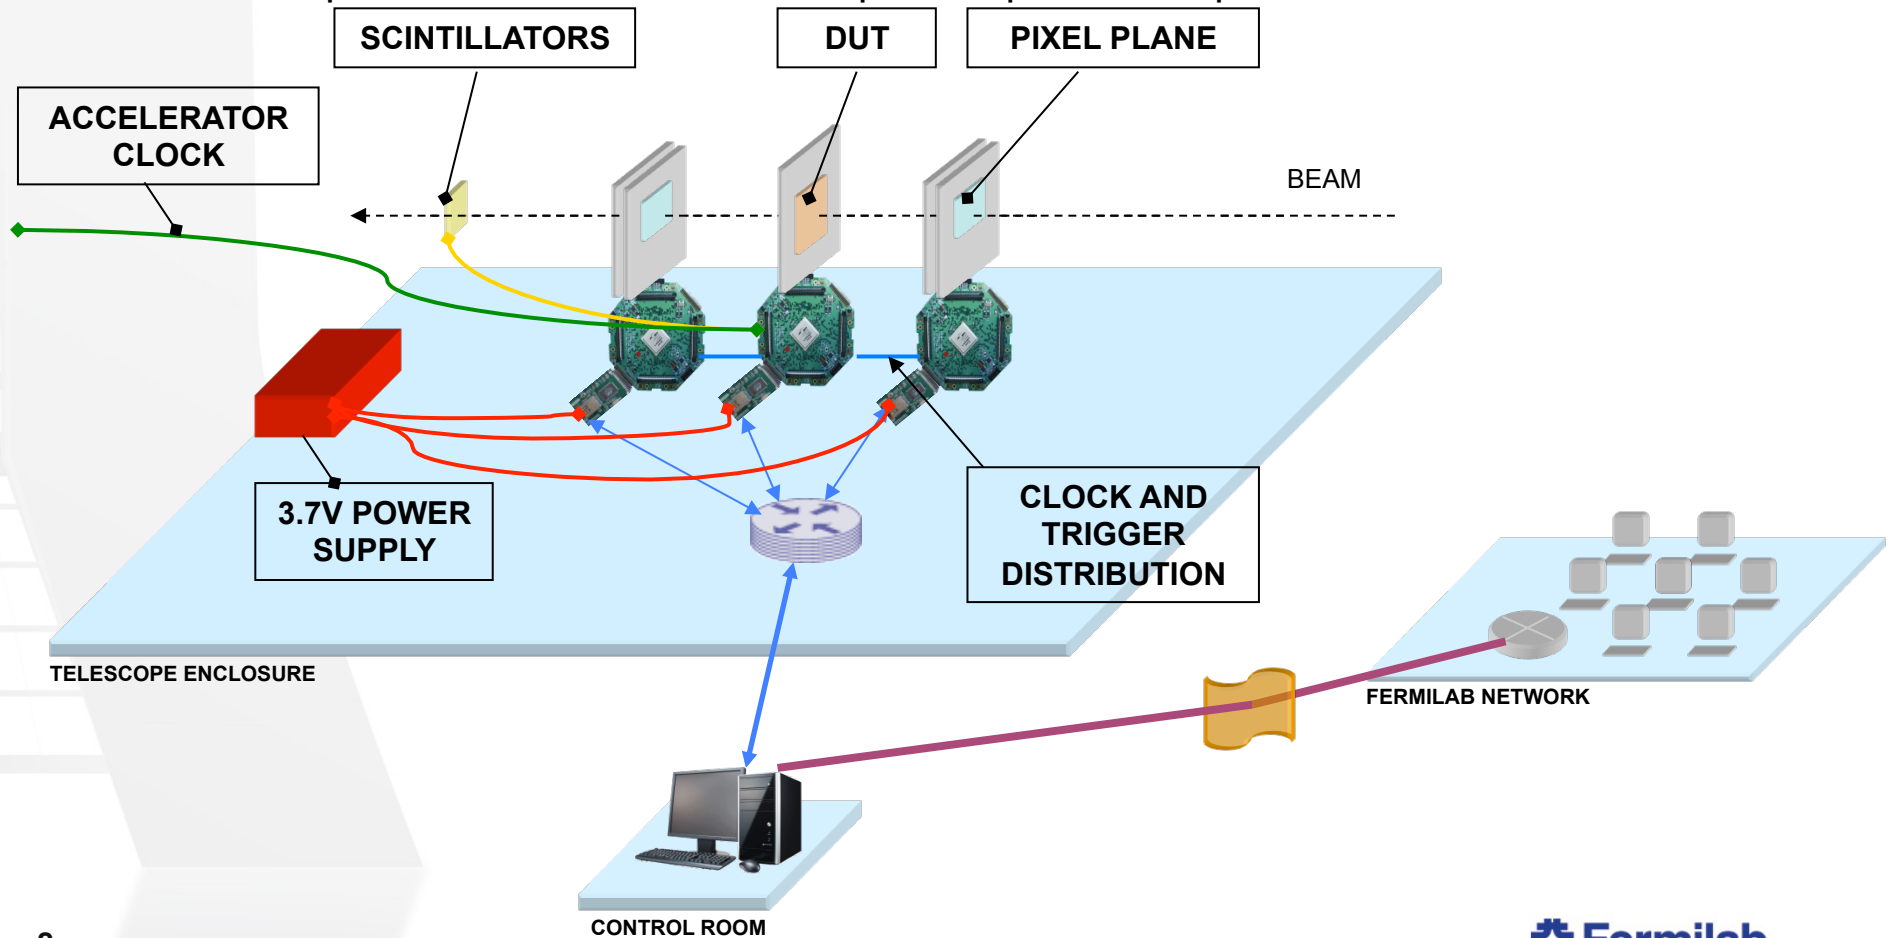 SCINTILLATORS
DUT
PIXEL PLANE
ACCELERATOR
CLOCK
BEAM
3.7V POWER
SUPPLY
CLOCK AND
TRIGGER
DISTRIBUTION
TELESCOPE ENCLOSURE
FERMILAB NETWORK
CONTROL ROOM
Fermilab